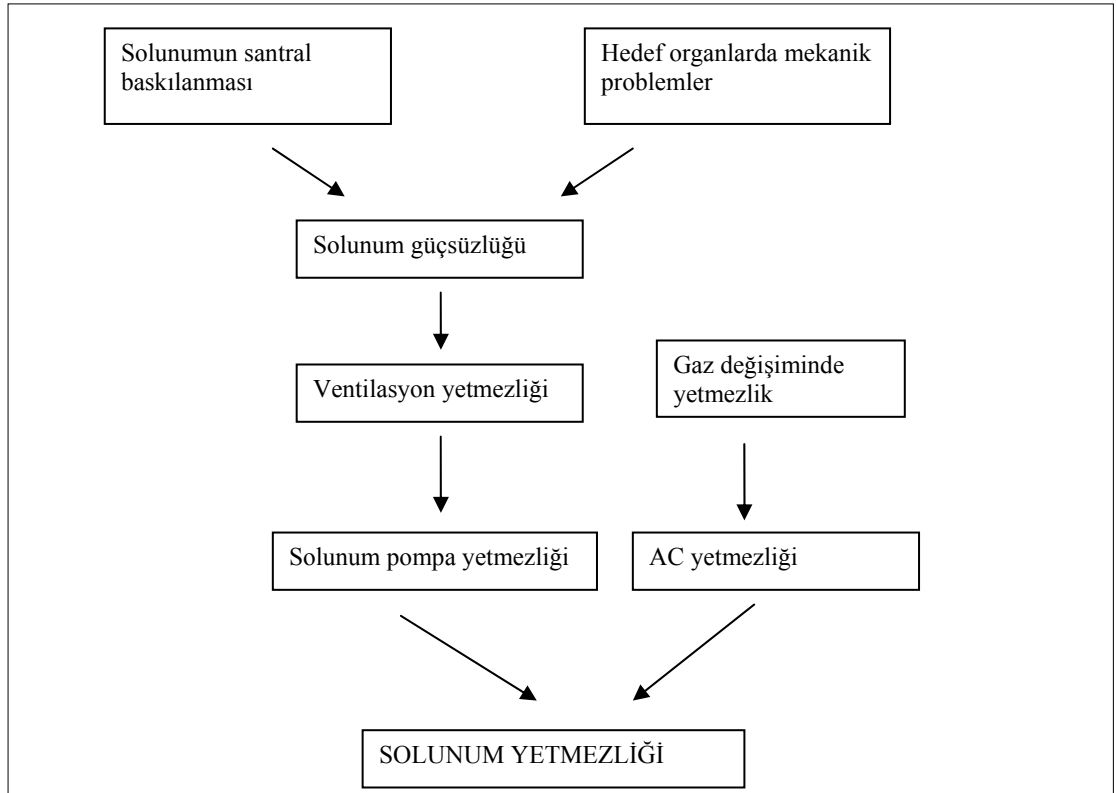 Solunumun santral
baskılanması
Hedef organlarda mekanik
problemler
Solunum güçsüzlüğü
Ventilasyon yetmezliği
Gaz değişiminde
yetmezlik
Solunum pompa yetmezliği
AC yetmezliği
SOLUNUM YETMEZLİĞİ